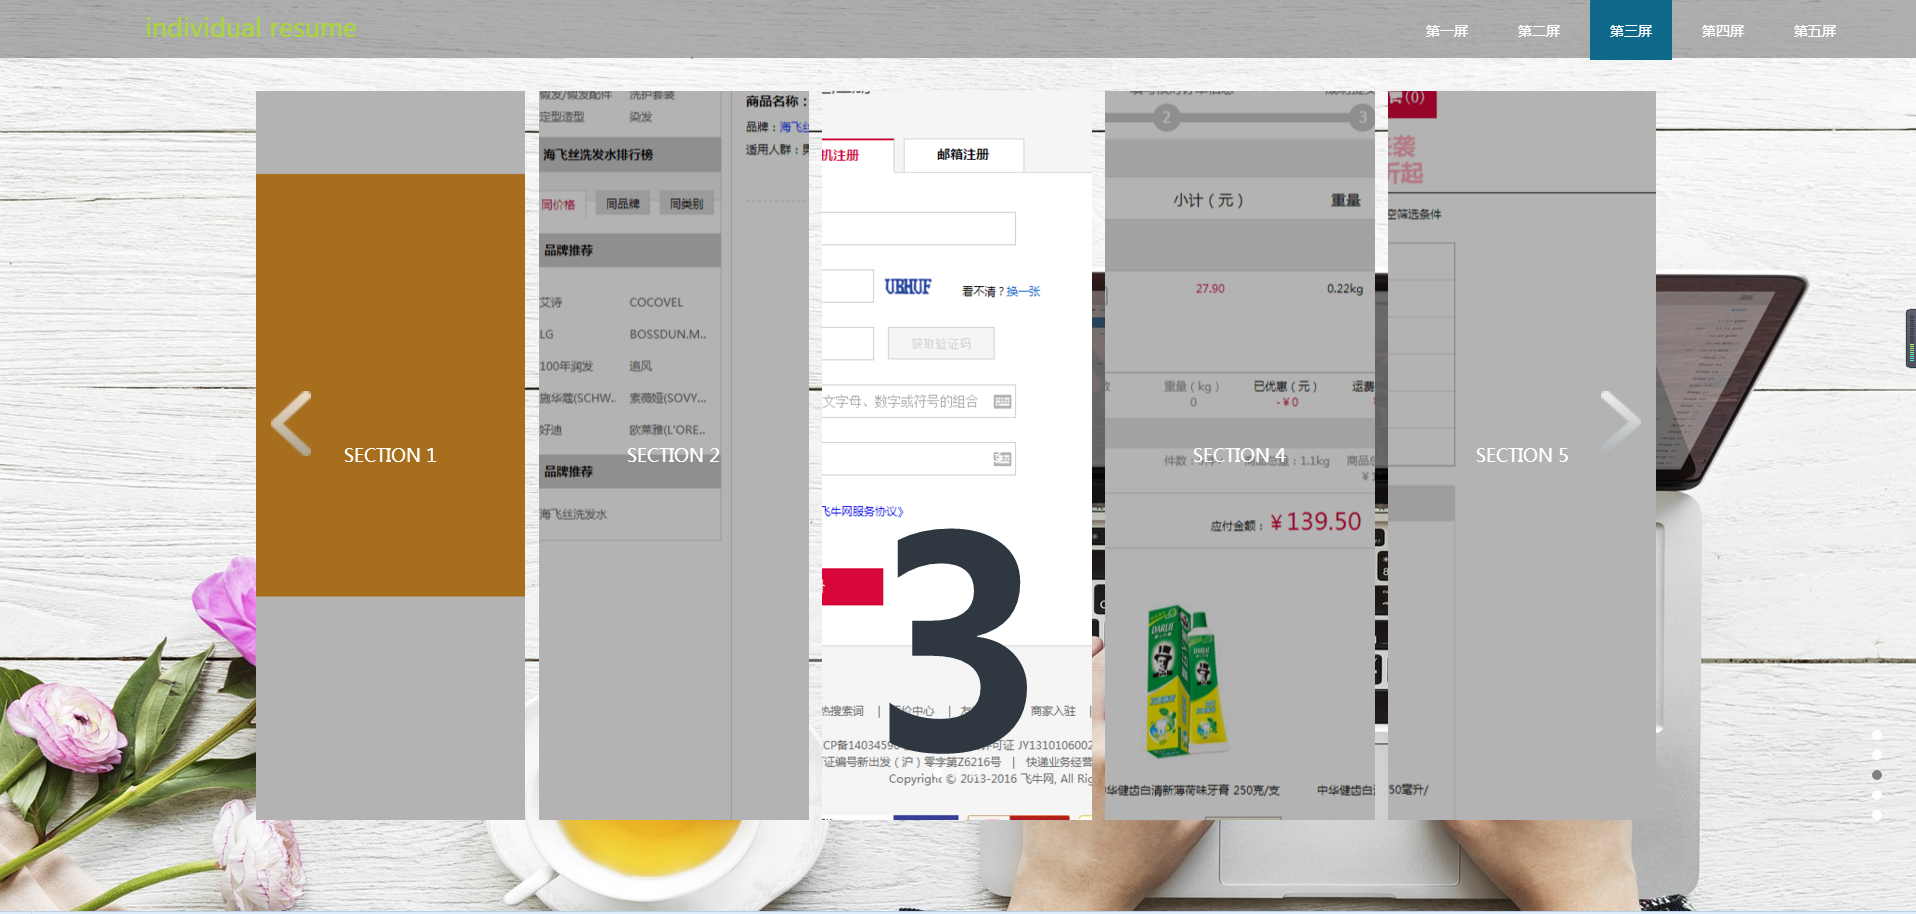 individual resume
第一屏
第二屏
第三屏
第四屏
第五屏
SECTION 1
假发/假发配件 洗护套装
定型造型 染发
海飞丝洗发水排行榜
同价格 同品牌 同类别
品牌推荐
艾诗 COCOVEL
LG BOSSDUN.M..
100年润发 追风
施华蔻(SCHW.. 索薇娅(SOVY...
好迪 欧莱雅(L'ORE..
SECTION 2
品牌推荐
海飞丝洗发水
商品名称：
品牌：海飞丝
适用人群：男
机注册 邮箱注册
UBHUF 看不清？换一张
获取验证码
文字母、数字或符号的组合
飞牛网服务协议》
3
热搜索词 |
商家入驻 |
CP备1403459
许可证 JY1310106002
证编号新出发（沪）零字第Z6216号 | 快递业务经营
Copyright © 2013-2016 飞牛网, All Rig
2 3
小计（元） 重量
27.90 0.22kg
重量（kg） 已优惠（元） 运费
0 -￥0
SECTION 4
件数：
商品总重：1.1kg 商品总
应付金额：￥139.50
DARLIE
中华健齿白清新薄荷味牙膏 250克/支 中华健齿白
(0)
袭
折起
空筛选条件
SECTION 5
50毫升/